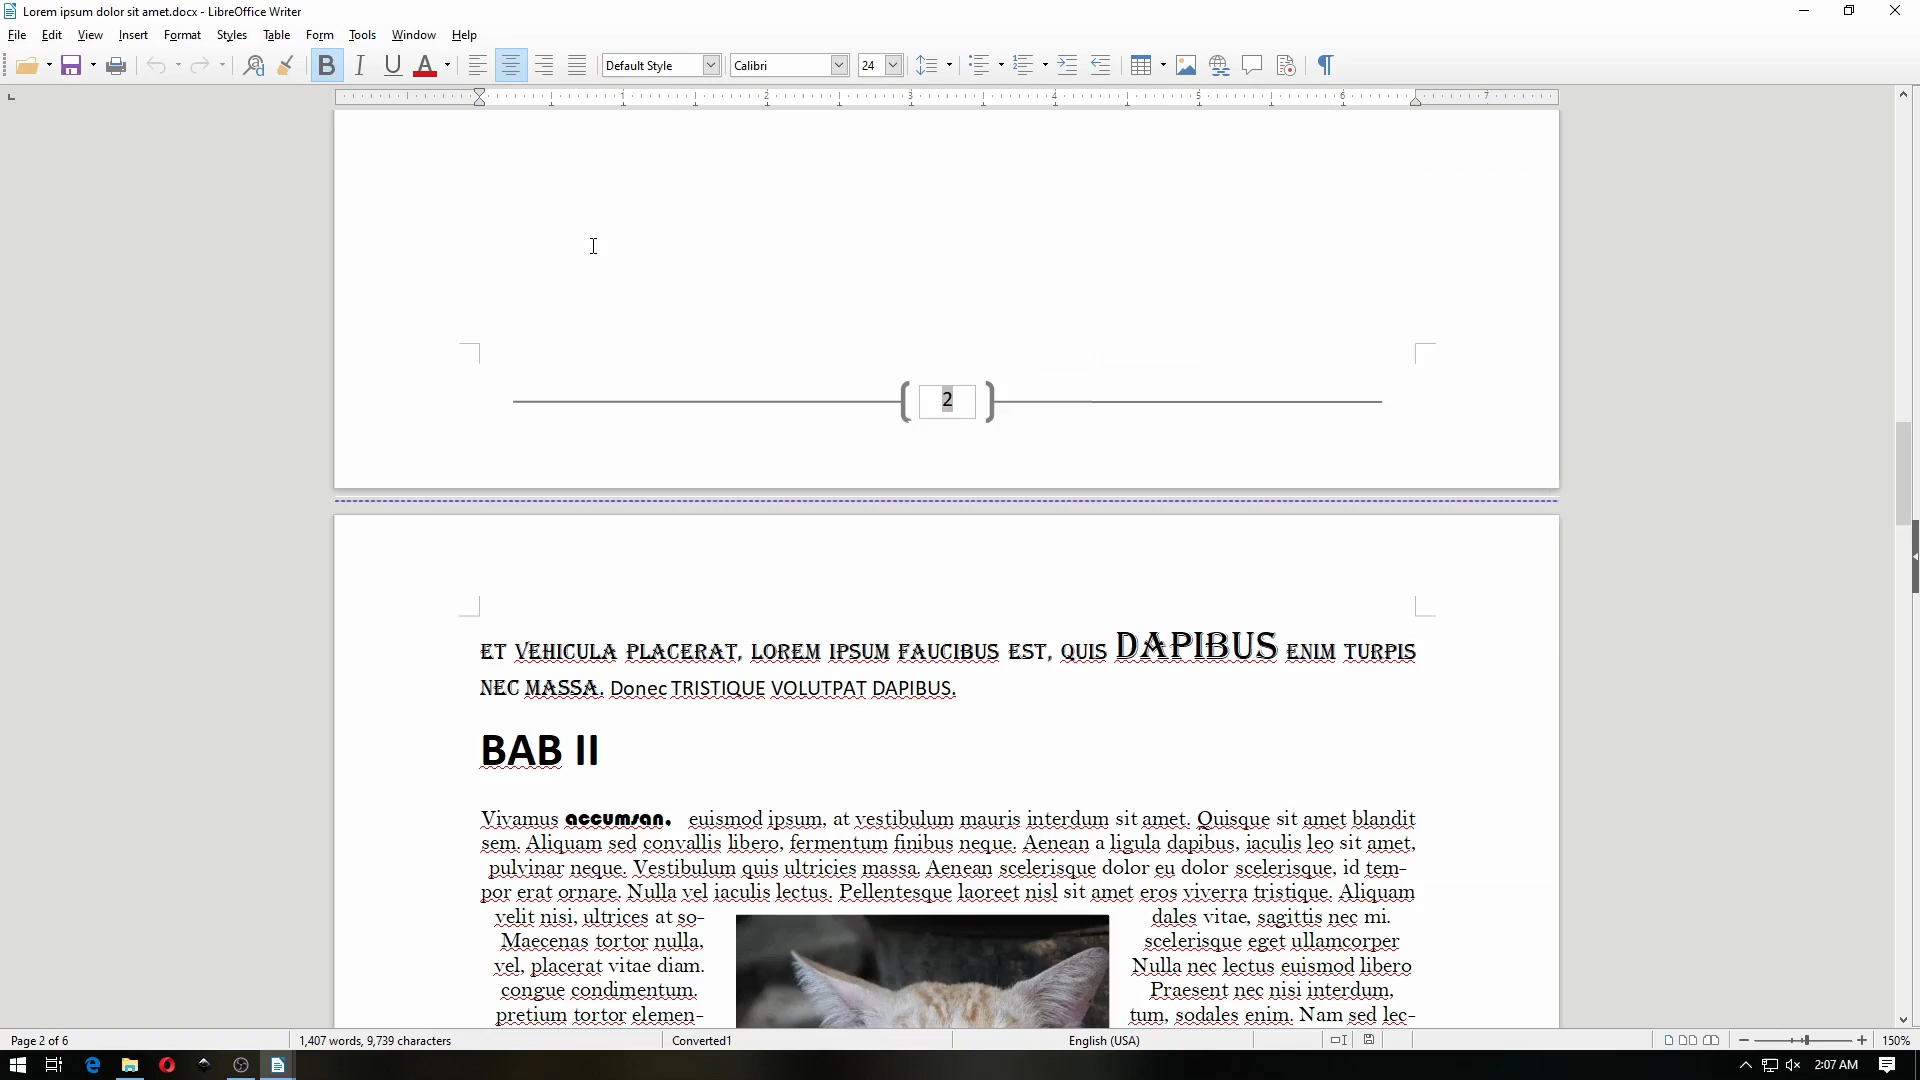 Lorem ipsum dolor sit amet.docx - LibreOffice Writer
File Edit View Insert Format Styles Table Form Tools Window Help
Default Style Calibri 24
1 2 3 4 5 6 7
2
ET VEHICULA PLACERAT, LOREM IPSUM FAUCIBUS EST, QUIS DAPIBUS ENIM TURPIS
NEC MASSA. Donec TRISTIQUE VOLUTPAT DAPIBUS.
BAB II
Vivamus accumsan, euismod ipsum, at vestibulum mauris interdum sit amet. Quisque sit amet blandit
sem. Aliquam sed convallis libero, fermentum finibus neque. Aenean a ligula dapibus, iaculis leo sit amet,
pulvinar neque. Vestibulum quis ultricies massa. Aenean scelerisque dolor eu dolor scelerisque, id tem-
por erat ornare. Nulla vel iaculis lectus. Pellentesque laoreet nisl sit amet eros viverra tristique. Aliquam
velit nisi, ultrices at so- dales vitae, sagittis nec mi.
Maecenas tortor nulla, scelerisque eget ullamcorper
vel, placerat vitae diam. Nulla nec lectus euismod libero
congue condimentum. Praesent nec nisi interdum,
pretium tortor elemen- tum, sodales enim. Nam sed lec-
Page 2 of 6 1,407 words, 9,739 characters Converted1 English (USA) 150%
2:07 AM